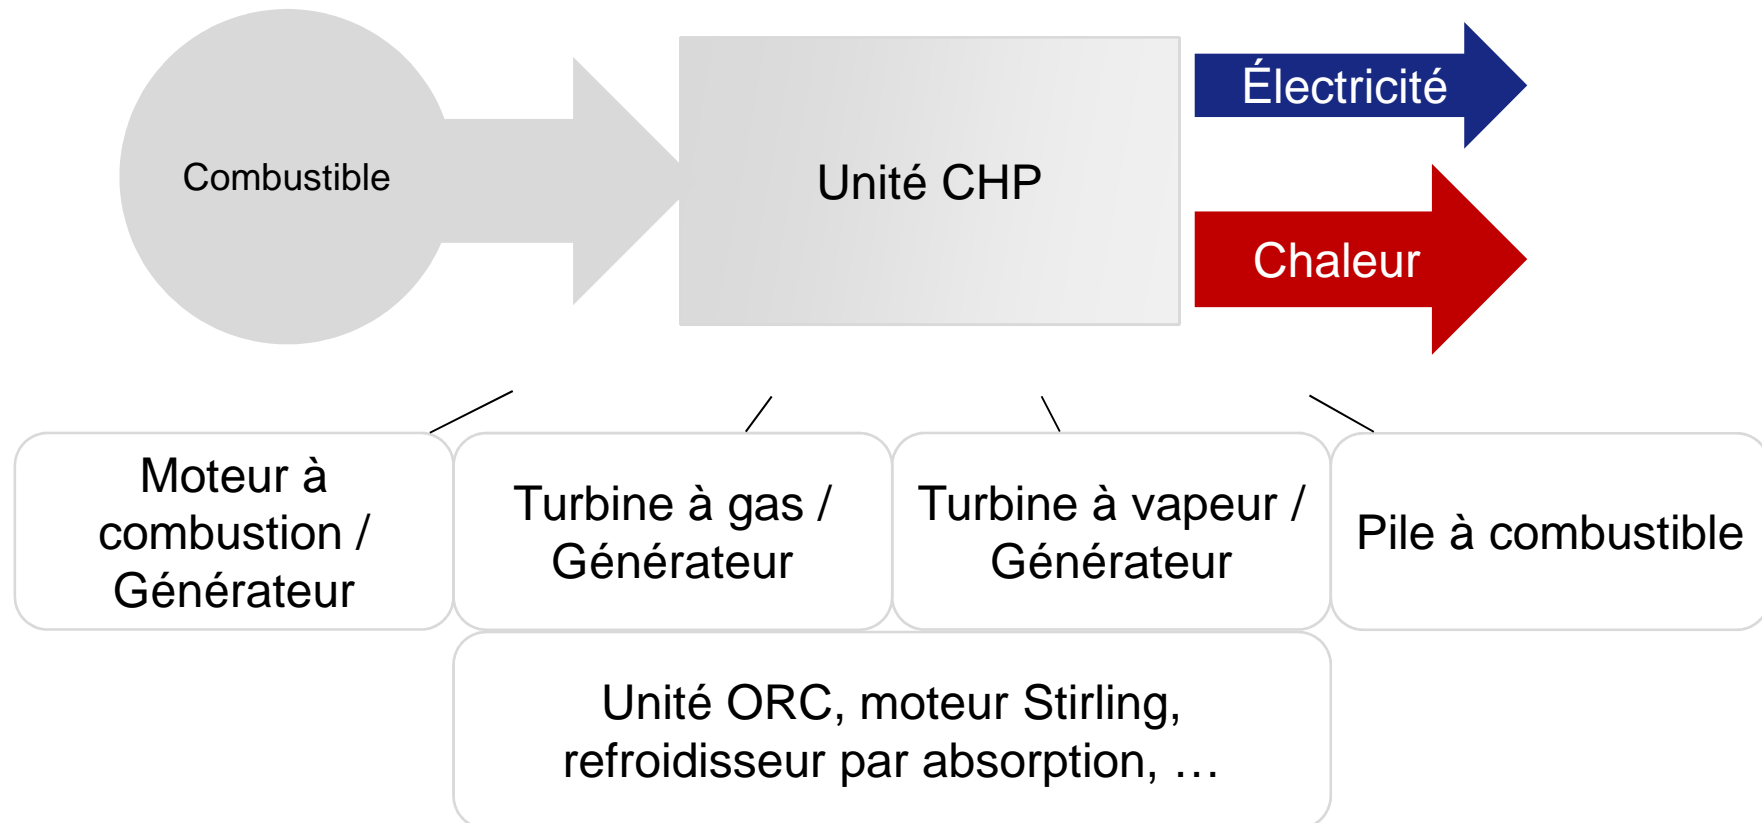 Combustible
Unité CHP
Électricité
Chaleur
Moteur à
combustion /
Générateur
Turbine à gas /
Générateur
Turbine à vapeur /
Générateur
Pile à combustible
Unité ORC, moteur Stirling,
refroidisseur par absorption, …